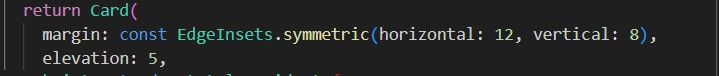 return Card(
margin: const EdgeInsets.symmetric(horizontal: 12, vertical: 8),
elevation: 5,